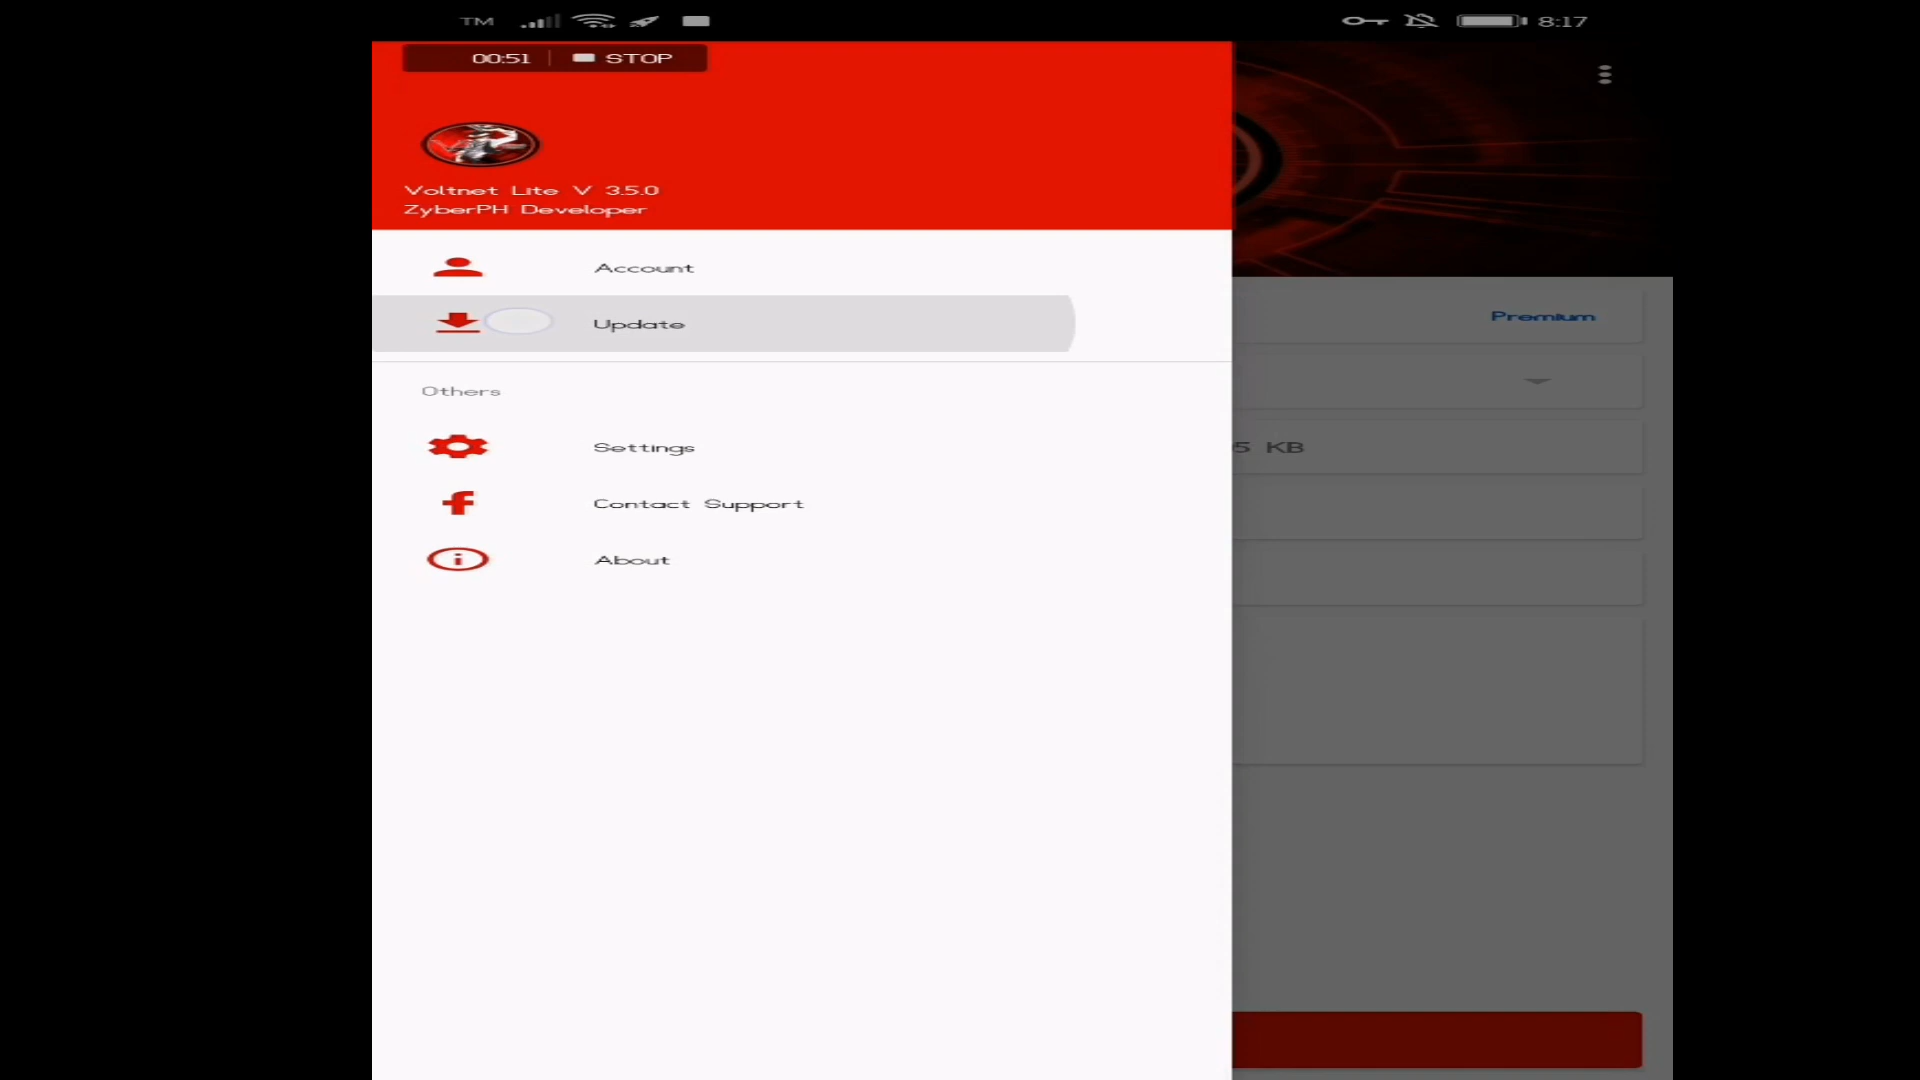 TM 8:17
00:51 STOP
Voltnet Lite V 3.5.0
ZyberPH Developer
Account
Update
Premium
Others
5 KB
Settings
Contact Support
About